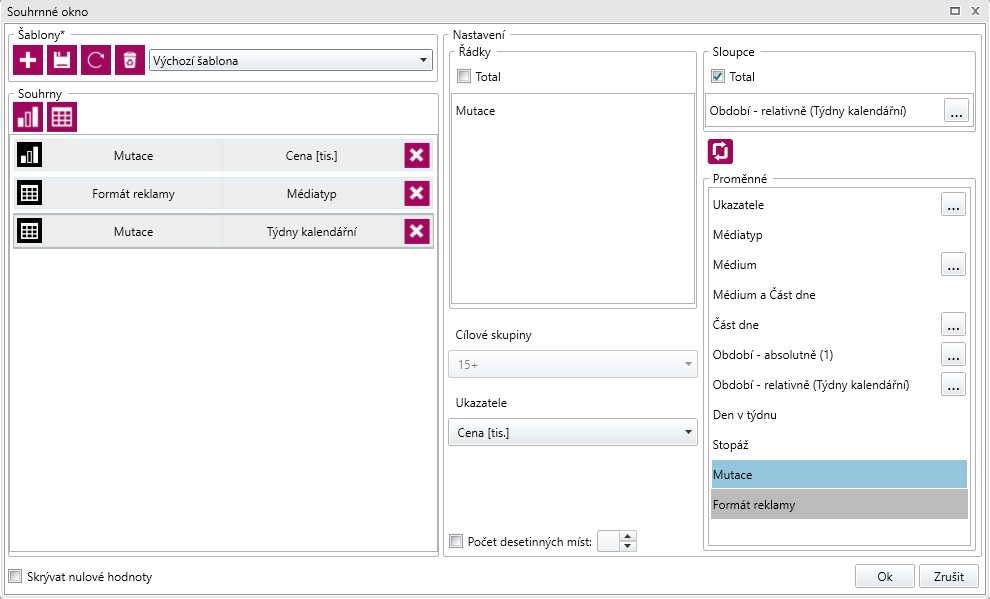 Souhrnné okno
Šablony*
Výchozí šablona
Souhrny
Mutace Cena [tis.]
Formát reklamy Médiatyp
Mutace Týdny kalendářní
Nastavení
Řádky
Total
Mutace
Cílové skupiny
15+
Ukazatele
Cena [tis.]
Počet desetinných míst:
Sloupce
Total
Období - relativně (Týdny kalendářní) ...
Proměnné
Ukazatele ...
Médiatyp
Médium ...
Médium a Část dne
Část dne ...
Období - absolutně (1) ...
Období - relativně (Týdny kalendářní) ...
Den v týdnu
Stopáž
Mutace
Formát reklamy
Skrývat nulové hodnoty
Ok Zrušit